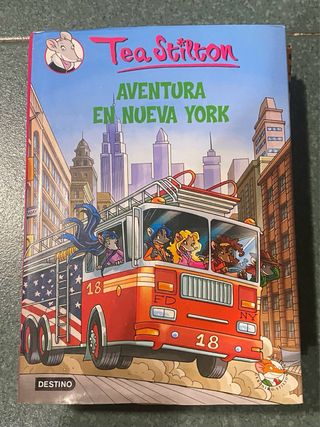 Tea Stilton
AVENTURA
EN NUEVA YORK
18
FD
NY
18
DESTINO